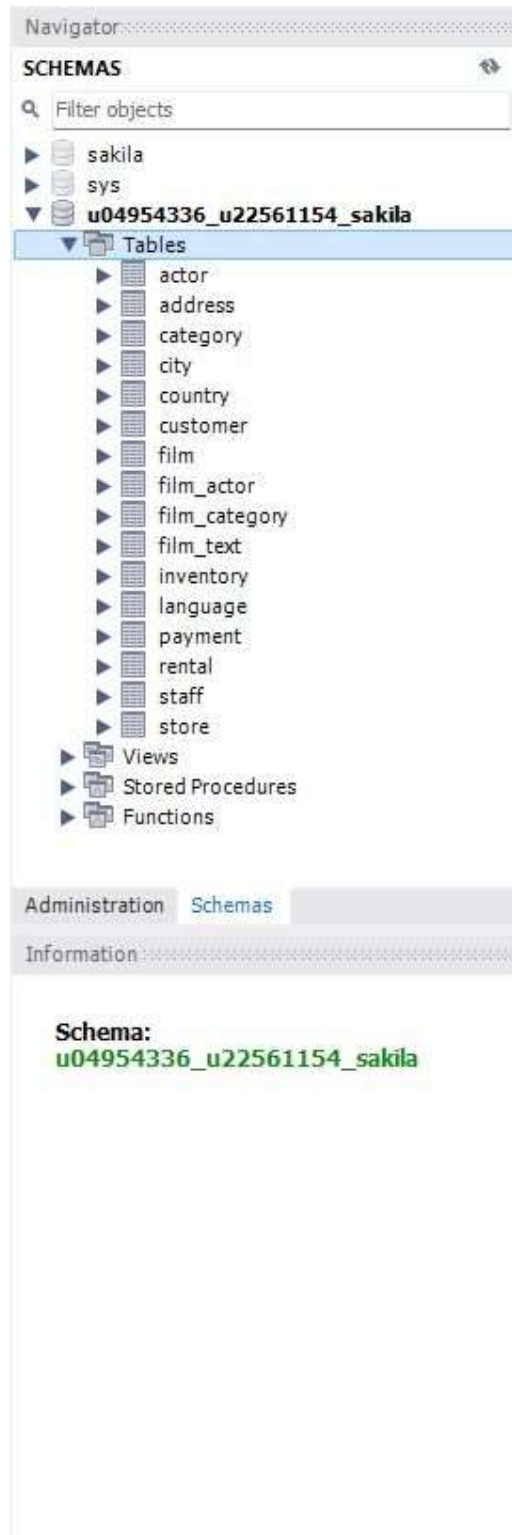 Navigator
SCHEMAS
Filter objects
sakila
sys
u04954336_u22561154_sakila
Tables
actor
address
category
city
country
customer
film
film_actor
film_category
film_text
inventory
language
payment
rental
staff
store
Views
Stored Procedures
Functions
Administration Schemas
Information
Schema:
u04954336_u22561154_sakila